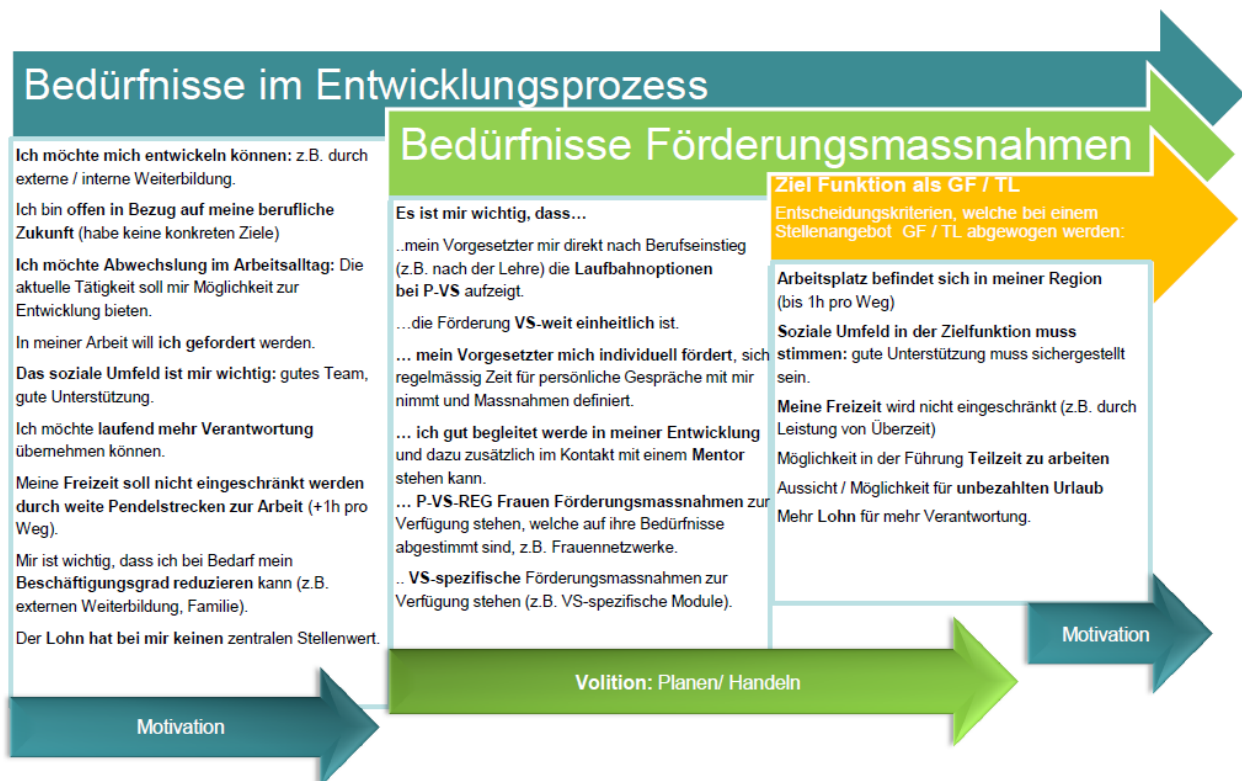 Bedürfnisse im Entwicklungsprozess
Ich möchte mich entwickeln können: z.B. durch
externe / interne Weiterbildung.
Ich bin offen in Bezug auf meine berufliche
Zukunft (habe keine konkreten Ziele)
Ich möchte Abwechslung im Arbeitsalltag: Die
aktuelle Tätigkeit soll mir Möglichkeit zur
Entwicklung bieten.
In meiner Arbeit will ich gefordert werden.
Das soziale Umfeld ist mir wichtig: gutes Team,
gute Unterstützung.
Ich möchte laufend mehr Verantwortung
übernehmen können.
Meine Freizeit soll nicht eingeschränkt werden
durch weite Pendelstrecken zur Arbeit (+1h pro
Weg).
Mir ist wichtig, dass ich bei Bedarf mein
Beschäftigungsgrad reduzieren kann (z.B.
externen Weiterbildung, Familie).
Der Lohn hat bei mir keinen zentralen Stellenwert.
Motivation
Bedürfnisse Förderungsmassnahmen
Es ist mir wichtig, dass…
..mein Vorgesetzter mir direkt nach Berufseinstieg
(z.B. nach der Lehre) die Laufbahnoptionen
bei P-VS aufzeigt.
…die Förderung VS-weit einheitlich ist.
… mein Vorgesetzter mich individuell fördert, sich
regelmässig Zeit für persönliche Gespräche mit mir
nimmt und Massnahmen definiert.
… ich gut begleitet werde in meiner Entwicklung
und dazu zusätzlich im Kontakt mit einem Mentor
stehen kann.
… P-VS-REG Frauen Förderungsmassnahmen zur
Verfügung stehen, welche auf ihre Bedürfnisse
abgestimmt sind, z.B. Frauennetzwerke.
.. VS-spezifische Förderungsmassnahmen zur
Verfügung stehen (z.B. VS-spezifische Module).
Volition: Planen/ Handeln
Ziel Funktion als GF / TL
Entscheidungskriterien, welche bei einem
Stellenangebot GF / TL abgewogen werden:
Arbeitsplatz befindet sich in meiner Region
(bis 1h pro Weg)
Soziale Umfeld in der Zielfunktion muss
stimmen: gute Unterstützung muss sichergestellt
sein.
Meine Freizeit wird nicht eingeschränkt (z.B. durch
Leistung von Überzeit)
Möglichkeit in der Führung Teilzeit zu arbeiten
Aussicht / Möglichkeit für unbezahlten Urlaub
Mehr Lohn für mehr Verantwortung.
Motivation